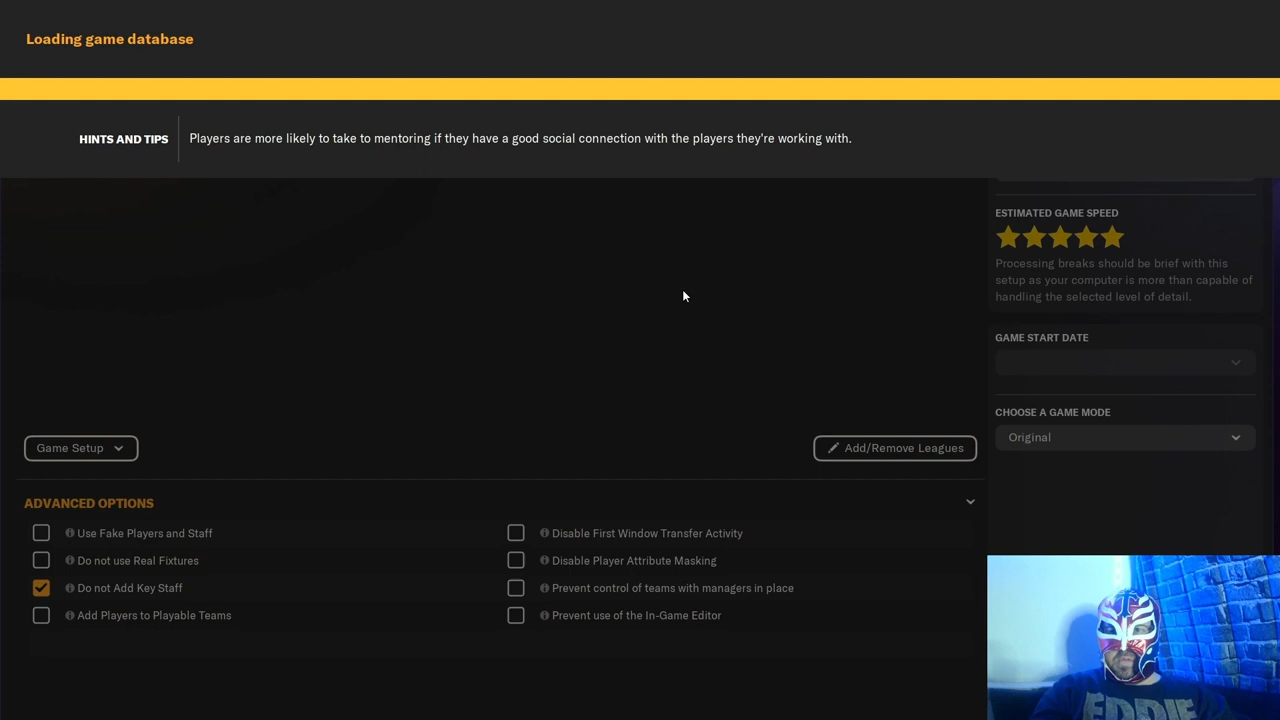 Loading game database
HINTS AND TIPS
Players are more likely to take to mentoring if they have a good social connection with the players they're working with.
ESTIMATED GAME SPEED
Processing breaks should be brief with this
setup as your computer is more than capable of
handling the selected level of detail.
GAME START DATE
CHOOSE A GAME MODE
Original
Game Setup
Add/Remove Leagues
ADVANCED OPTIONS
Use Fake Players and Staff
Disable First Window Transfer Activity
Do not use Real Fixtures
Disable Player Attribute Masking
Do not Add Key Staff
Prevent control of teams with managers in place
Add Players to Playable Teams
Prevent use of the In-Game Editor
EDDIE